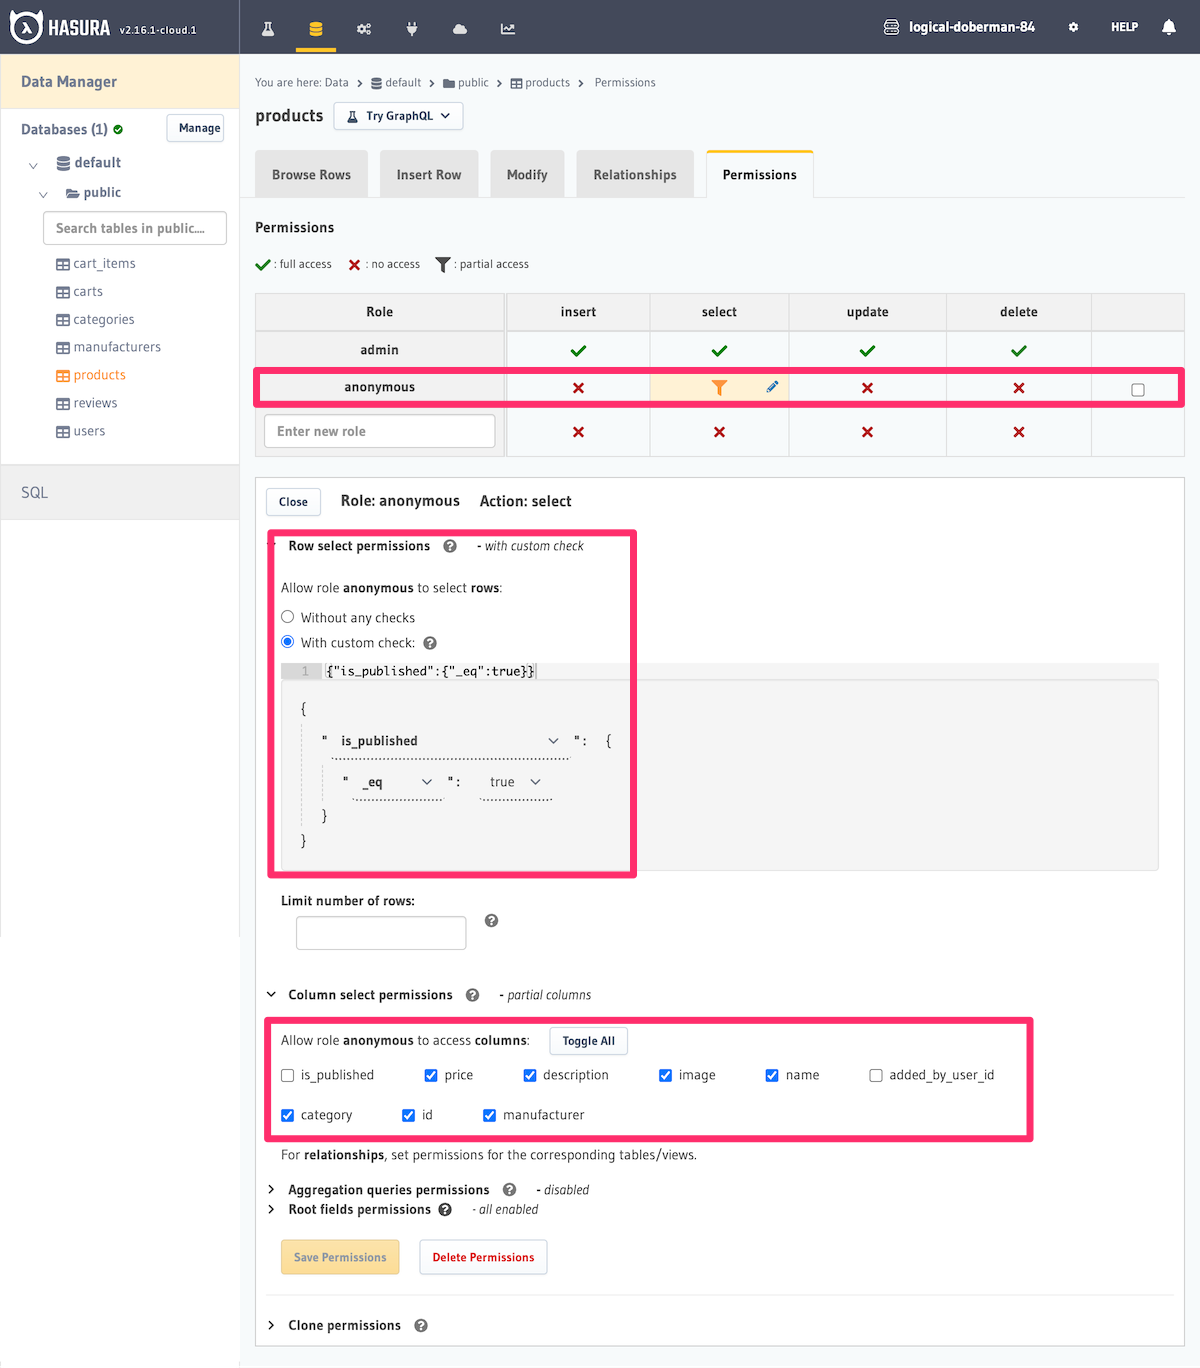 HASURA v2.16.1-cloud.1
logical-doberman-84
HELP
Data Manager
Databases (1)
Manage
default
public
Search tables in public....
cart_items
carts
categories
manufacturers
products
reviews
users
SQL
You are here: Data > default > public > products > Permissions
products
Try GraphQL
Browse Rows
Insert Row
Modify
Relationships
Permissions
Permissions
: full access : no access : partial access
Role insert select update delete
admin
anonymous
Enter new role
Close
Role: anonymous Action: select
Row select permissions - with custom check
Allow role anonymous to select rows:
Without any checks
With custom check:
1 {"is_published":{"_eq":true}}
{
" is_published ": {
" _eq ": true
}
}
Limit number of rows:
Column select permissions - partial columns
Allow role anonymous to access columns: Toggle All
is_published price description image name added_by_user_id
category id manufacturer
For relationships, set permissions for the corresponding tables/views.
Aggregation queries permissions - disabled
Root fields permissions - all enabled
Save Permissions Delete Permissions
Clone permissions